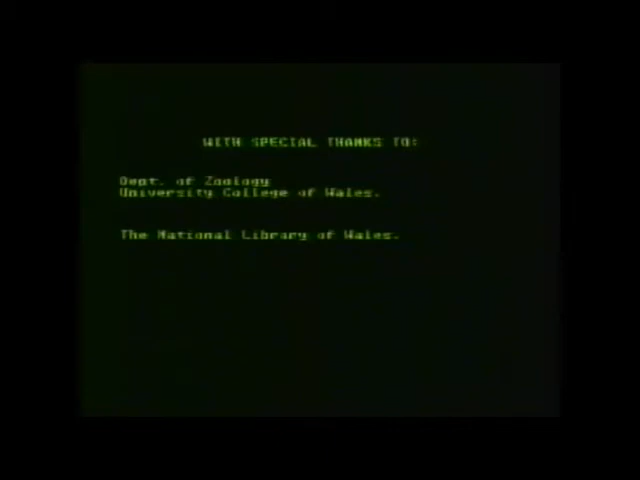 WITH SPECIAL THANKS TO:
Dept. of Zoology
University College of Wales.
The National Library of Wales.